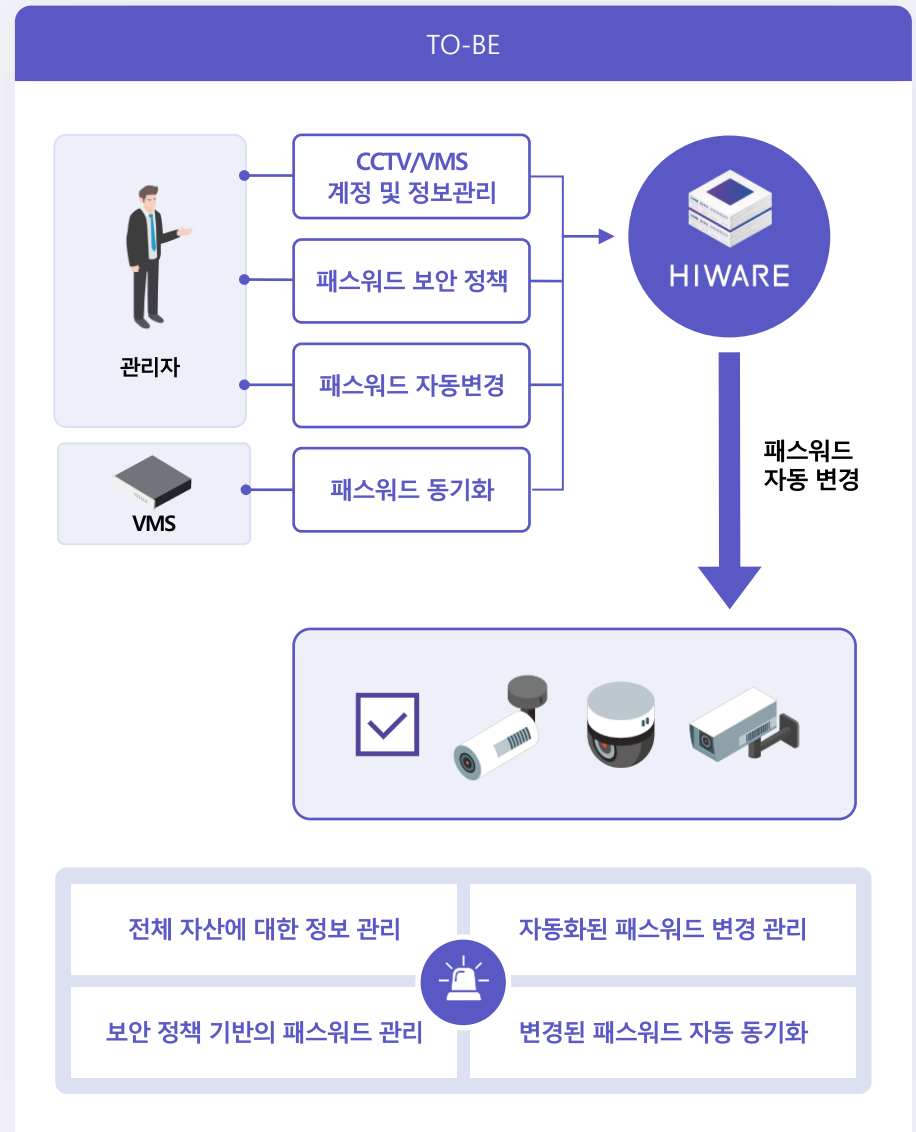 TO-BE
CCTV/VMS
계정 및 정보관리
패스워드 보안 정책
패스워드 자동변경
패스워드 동기화
관리자
VMS
HIWARE
패스워드
자동 변경
전체 자산에 대한 정보 관리
자동화된 패스워드 변경 관리
보안 정책 기반의 패스워드 관리
변경된 패스워드 자동 동기화